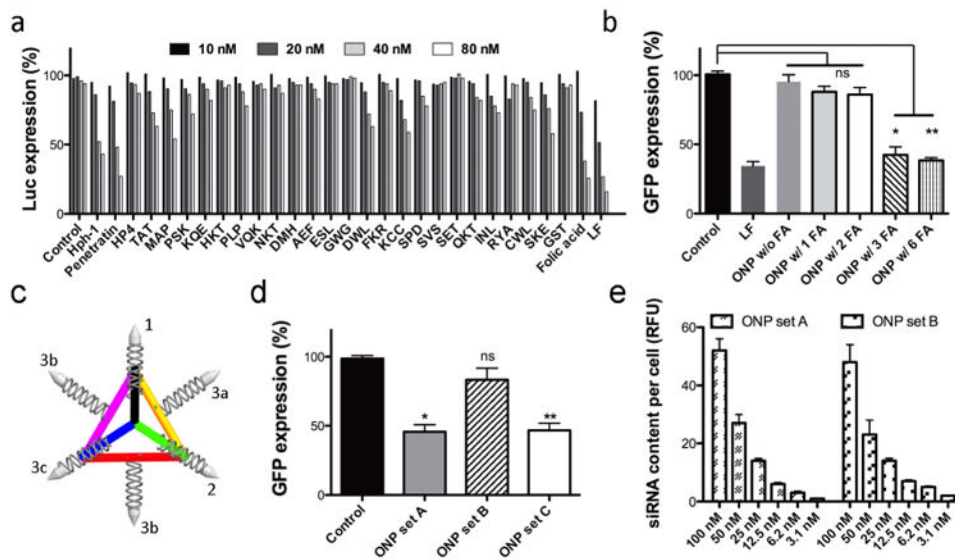 a
Luc expression (%)
100
50
0
10 nM
20 nM
40 nM
80 nM
Control
Hph-1
Penetratin
HP4
TAT
MAP
PSK
KQE
HKT
PLP
VQK
NKT
DMH
AEF
ESL
GWG
DWL
FKR
KCC
SPD
SVS
SET
QKT
INL
RYA
CWL
SKE
GST
Folic acid
LF
b
GFP expression (%)
100
50
0
ns
*
**
Control
LF
ONP w/o FA
ONP w/ 1 FA
ONP w/ 2 FA
ONP w/ 3 FA
ONP w/ 6 FA
c
1
3b
3a
3c
2
3b
d
GFP expression (%)
100
50
0
*
ns
**
Control
ONP set A
ONP set B
ONP set C
e
siRNA content per cell (RFU)
60
40
20
0
ONP set A
ONP set B
100 nM
50 nM
25 nM
12.5 nM
6.2 nM
3.1 nM
100 nM
50 nM
25 nM
12.5 nM
6.2 nM
3.1 nM